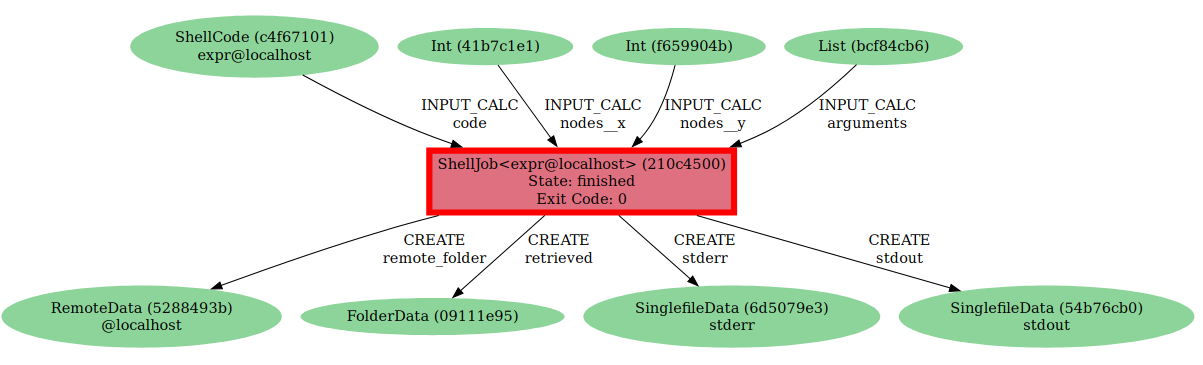 ShellCode (c4f67101)
expr@localhost
Int (41b7c1e1)
Int (f659904b)
List (bcf84cb6)
INPUT_CALC
code
INPUT_CALC
nodes__x
INPUT_CALC
nodes__y
INPUT_CALC
arguments
ShellJob<expr@localhost> (210c4500)
State: finished
Exit Code: 0
CREATE
remote_folder
CREATE
retrieved
CREATE
stderr
CREATE
stdout
RemoteData (5288493b)
@localhost
FolderData (09111e95)
SinglefileData (6d5079e3)
stderr
SinglefileData (54b76cb0)
stdout